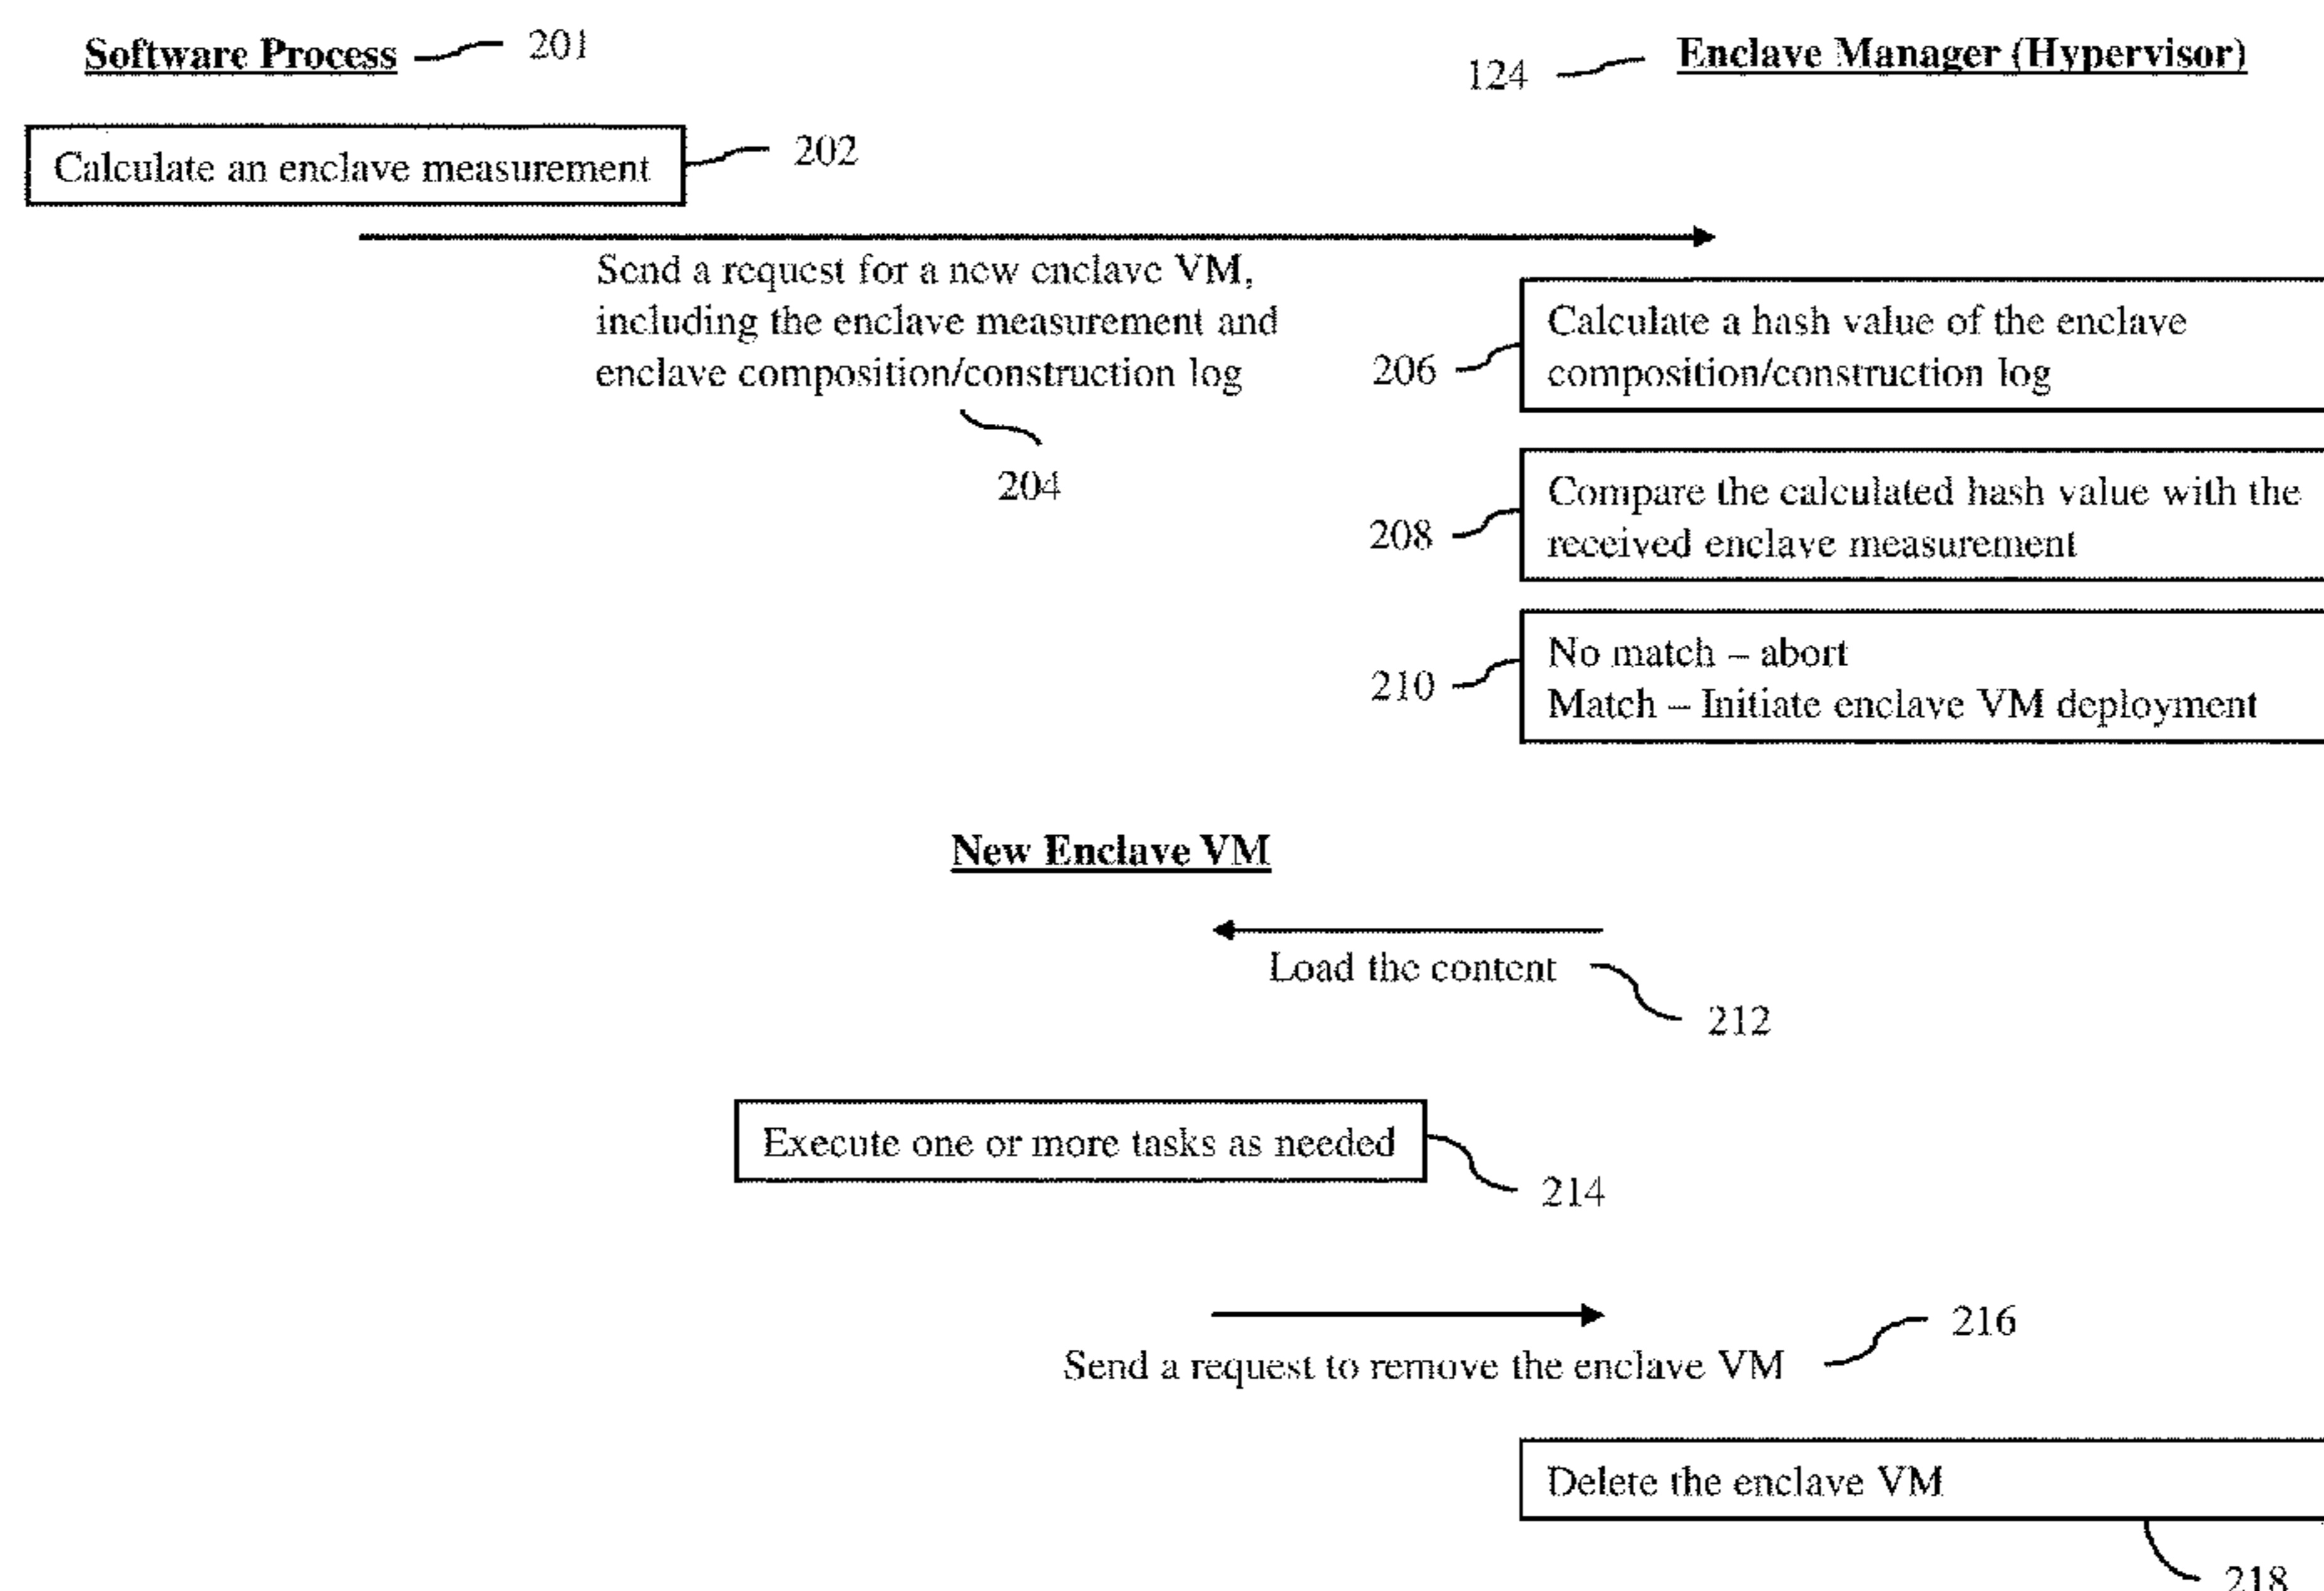 Software Process 201
124 Enclave Manager (Hypervisor)
Calculate an enclave measurement 202
Send a request for a new enclave VM,
including the enclave measurement and
enclave composition/construction log
204
Calculate a hash value of the enclave
composition/construction log
206
Compare the calculated hash value with the
received enclave measurement
208
No match – abort
Match – Initiate enclave VM deployment
210
New Enclave VM
Load the content
212
Execute one or more tasks as needed
214
216
Send a request to remove the enclave VM
Delete the enclave VM
218